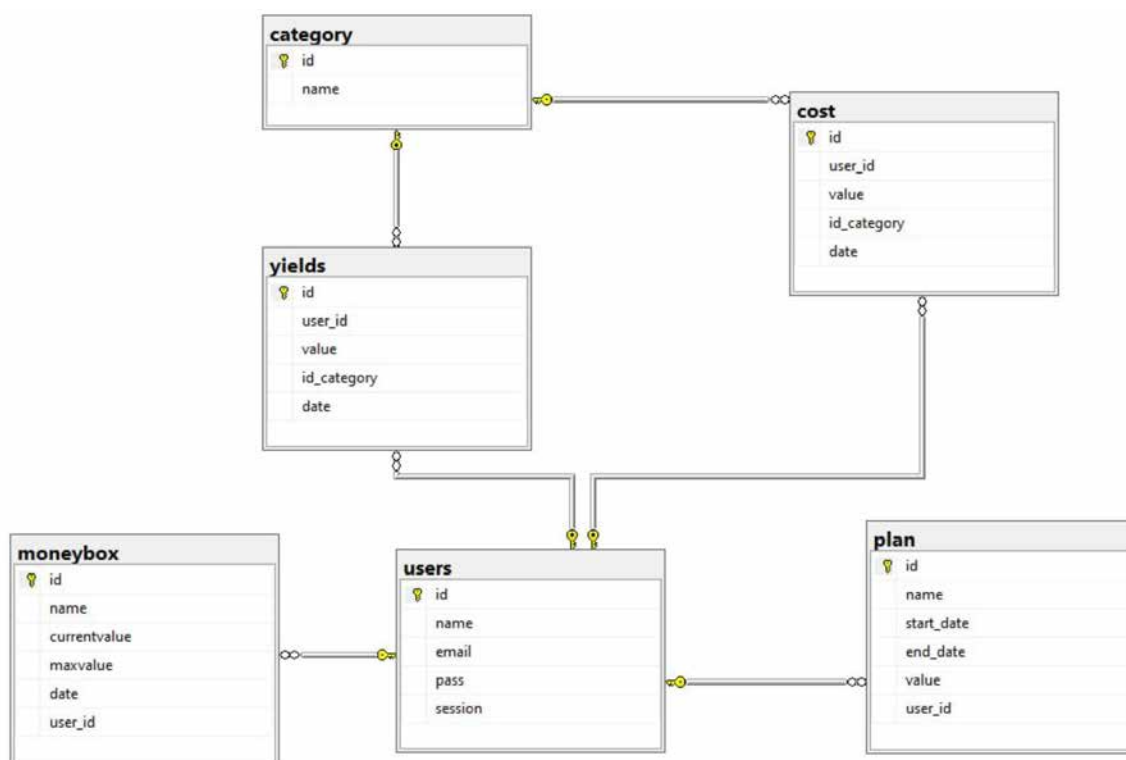 category
id
name
cost
id
user_id
value
id_category
date
yields
id
user_id
value
id_category
date
moneybox
id
name
currentvalue
maxvalue
date
user_id
users
id
name
email
pass
session
plan
id
name
start_date
end_date
value
user_id